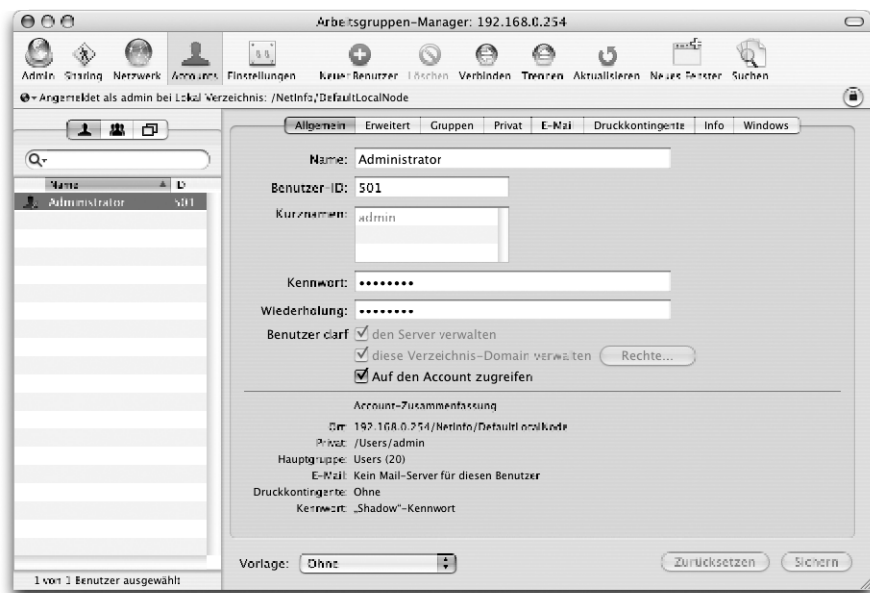 Arbeitsgruppen-Manager: 192.168.0.254
Admin Sharing Netzwerk Accounts Einstellungen Neuer Benutzer Löschen Verbinden Trennen Aktualisieren Neues Fenster Suchen
Angemeldet als admin bei Lokal Verzeichnis: /NetInfo/DefaultLocalNode
Allgemein Erweitert Gruppen Privat E-Mail Druckkontingente Info Windows
Name ID
Administrator 501
Name: Administrator
Benutzer-ID: 501
Kurznamen: admin
Kennwort: ••••••••
Wiederholung: ••••••••
Benutzer darf den Server verwalten
diese Verzeichnis-Domain verwalten Rechte...
Auf den Account zugreifen
Account-Zusammenfassung
Ort: 192.168.0.254/NetInfo/DefaultLocalNode
Privat: /Users/admin
Hauptgruppe: Users (20)
E-Mail: Kein Mail-Server für diesen Benutzer
Druckkontingente: Ohne
Kennwort: „Shadow“-Kennwort
Vorlage: Ohne Zurücksetzen Sichern
1 von 1 Benutzer ausgewählt